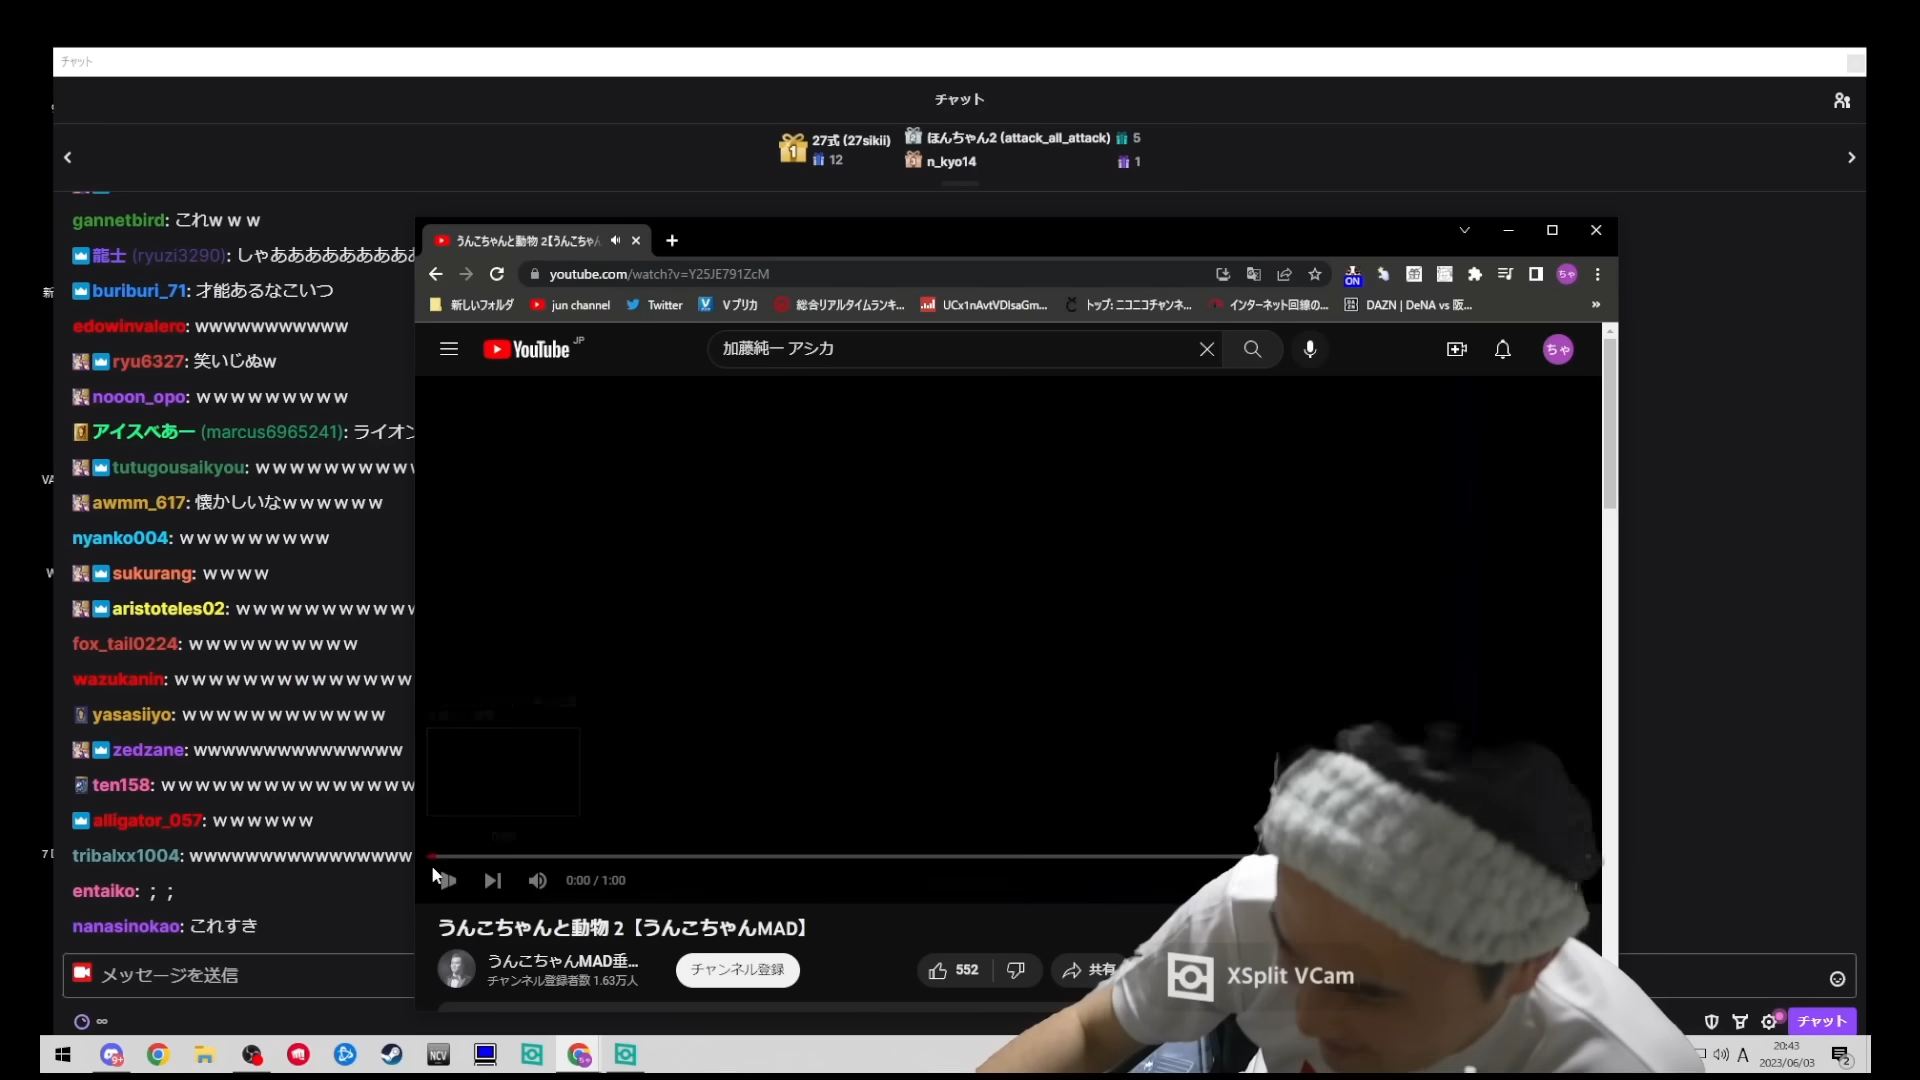 チャット
チャット
27式 (27sikii)
12
ほんちゃん2 (attack_all_attack) 5
n_kyo14 1
gannetbird: これw w w
龍士 (ryuzi3290): しゃああああああああ
buriburi_71: 才能あるなこいつ
edowinvalero: wwwwwwwwwww
ryu6327: 笑いじぬw
nooon_opo: wwwwwwwww
アイスべあー (marcus6965241): ライオン
tutugousaikyou: wwwwwwwwww
awmm_617: 懐かしいなwwwwww
nyanko004: wwwwwwwww
sukurang: wwww
aristoteles02: wwwwwwwwwww
fox_tail0224: wwwwwwwwww
wazukanin: wwwwwwwwwwwwww
yasasiiyo: wwwwwwwwwwww
zedzane: wwwwwwwwwwwwwww
ten158: wwwwwwwwwwwwwww
alligator_057: wwwwww
tribalxx1004: wwwwwwwwwwwwwwww
entaiko: ; ;
nanasinokao: これすき
メッセージを送信
∞
チャット
うんこちゃんと動物 2【うんこちゃん
youtube.com/watch?v=Y25JE791ZcM
ON
ちゃ
新しいフォルダ jun channel Twitter Vプリカ 総合リアルタイムランキ... UCx1nAvtVDIsaGm... トップ: ニコニコチャンネ... インターネット回線の... DAZN | DeNA vs 阪...
YouTube JP
加藤純一 アシカ
ちゃ
0:00 / 1:00
うんこちゃんと動物 2【うんこちゃんMAD】
うんこちゃんMAD垂...
チャンネル登録者数 1.63万人
チャンネル登録
552
共有
XSplit VCam
9+
NCV
A
20:43
2023/06/03
2